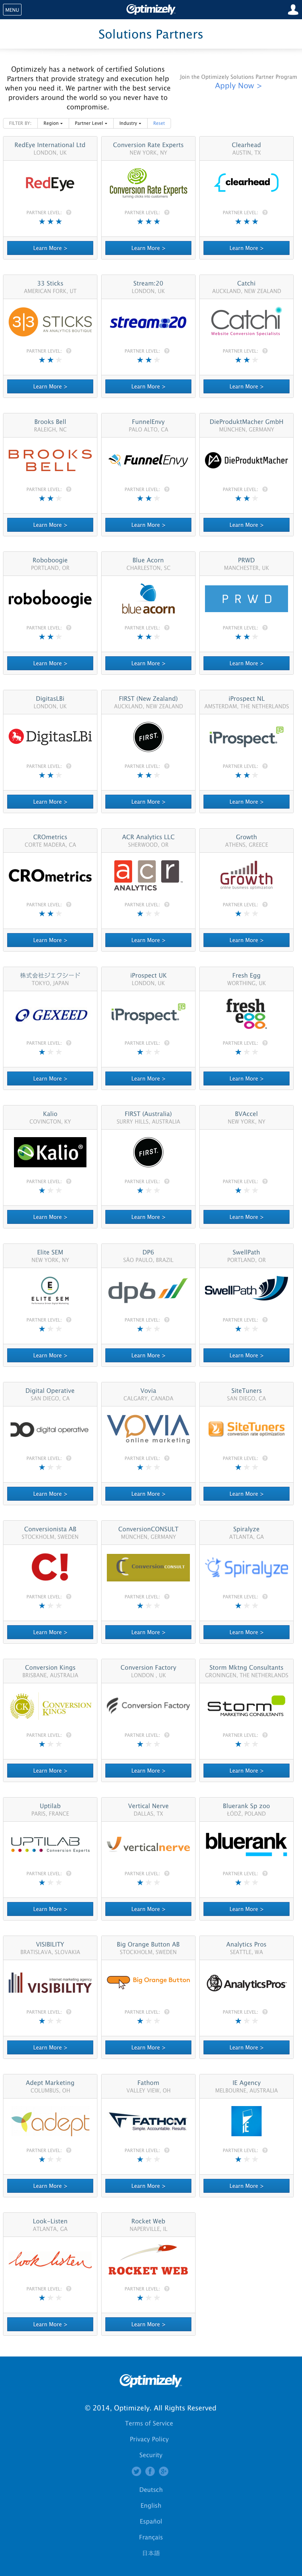 MENU
Optimizely
Solutions Partners
Optimizely has a network of certified Solutions
Partners that provide strategy and execution help
when you need it. We partner with the best service
providers around the world so you never have to
compromise.
Join the Optimizely Solutions Partner Program
Apply Now >
FILTER BY: Region Partner Level Industry Reset
RedEye International Ltd
LONDON, UK
RedEye
PARTNER LEVEL:
Learn More >
Conversion Rate Experts
NEW YORK, NY
Conversion Rate Experts
turning clicks into customers
PARTNER LEVEL:
Learn More >
Clearhead
AUSTIN, TX
clearhead
PARTNER LEVEL:
Learn More >
33 Sticks
AMERICAN FORK, UT
33 STICKS
AN ANALYTICS BOUTIQUE
PARTNER LEVEL:
Learn More >
Stream:20
LONDON, UK
stream:20
PARTNER LEVEL:
Learn More >
Catchi
AUCKLAND, NEW ZEALAND
Catchi
Website Conversion Specialists
PARTNER LEVEL:
Learn More >
Brooks Bell
RALEIGH, NC
BROOKS
BELL
PARTNER LEVEL:
Learn More >
FunnelEnvy
PALO ALTO, CA
FunnelEnvy
PARTNER LEVEL:
Learn More >
DieProduktMacher GmbH
MÜNCHEN, GERMANY
DieProduktMacher
PARTNER LEVEL:
Learn More >
Roboboogie
PORTLAND, OR
roboboogie
PARTNER LEVEL:
Learn More >
Blue Acorn
CHARLESTON, SC
blue acorn
PARTNER LEVEL:
Learn More >
PRWD
MANCHESTER, UK
PRWD
PARTNER LEVEL:
Learn More >
DigitasLBi
LONDON, UK
DigitasLBi
PARTNER LEVEL:
Learn More >
FIRST (New Zealand)
AUCKLAND, NEW ZEALAND
FIRST.
PARTNER LEVEL:
Learn More >
iProspect NL
AMSTERDAM, THE NETHERLANDS
iProspect.
PARTNER LEVEL:
Learn More >
CROmetrics
CORTE MADERA, CA
CROmetrics
PARTNER LEVEL:
Learn More >
ACR Analytics LLC
SHERWOOD, OR
acr
ANALYTICS
PARTNER LEVEL:
Learn More >
Growth
ATHENS, GREECE
Growth
online business optimization
PARTNER LEVEL:
Learn More >
株式会社ジェクシード
TOKYO, JAPAN
GEXEED
PARTNER LEVEL:
Learn More >
iProspect UK
LONDON, UK
iProspect.
PARTNER LEVEL:
Learn More >
Fresh Egg
WORTHING, UK
fresh
egg.
PARTNER LEVEL:
Learn More >
Kalio
COVINGTON, KY
Kalio
PARTNER LEVEL:
Learn More >
FIRST (Australia)
SURRY HILLS, AUSTRALIA
FIRST.
PARTNER LEVEL:
Learn More >
BVAccel
NEW YORK, NY
PARTNER LEVEL:
Learn More >
Elite SEM
NEW YORK, NY
E
ELITE SEM
PARTNER LEVEL:
Learn More >
DP6
SÃO PAULO, BRAZIL
dp6
PARTNER LEVEL:
Learn More >
SwellPath
PORTLAND, OR
SWELLPATH
PARTNER LEVEL:
Learn More >
Digital Operative
SAN DIEGO, CA
digital operative
PARTNER LEVEL:
Learn More >
Vovia
CALGARY, CANADA
VOVIA
online marketing
PARTNER LEVEL:
Learn More >
SiteTuners
SAN DIEGO, CA
SITETUNERS
conversion rate optimization
PARTNER LEVEL:
Learn More >
Conversionista AB
STOCKHOLM, SWEDEN
C!
PARTNER LEVEL:
Learn More >
ConversionCONSULT
MÜNCHEN, GERMANY
ConversionCONSULT
PARTNER LEVEL:
Learn More >
Spiralyze
ATLANTA, GA
Spiralyze
PARTNER LEVEL:
Learn More >
Conversion Kings
BRISBANE, AUSTRALIA
CK CONVERSION
KINGS
PARTNER LEVEL:
Learn More >
Conversion Factory
LONDON , UK
Conversion Factory
PARTNER LEVEL:
Learn More >
Storm Mktng Consultants
GRONINGEN, THE NETHERLANDS
STORM
MARKETING CONSULTANTS
PARTNER LEVEL:
Learn More >
Uptilab
PARIS, FRANCE
UPTILAB
Conversion Experts
PARTNER LEVEL:
Learn More >
Vertical Nerve
DALLAS, TX
verticalnerve
PARTNER LEVEL:
Learn More >
Bluerank Sp zoo
ŁÓDŹ, POLAND
bluerank
PARTNER LEVEL:
Learn More >
VISIBILITY
BRATISLAVA, SLOVAKIA
internet marketing agency
VISIBILITY
PARTNER LEVEL:
Learn More >
Big Orange Button AB
STOCKHOLM, SWEDEN
Big Orange Button
PARTNER LEVEL:
Learn More >
Analytics Pros
SEATTLE, WA
ANALYTICSPROS
PARTNER LEVEL:
Learn More >
Adept Marketing
COLUMBUS, OH
adept
PARTNER LEVEL:
Learn More >
Fathom
VALLEY VIEW, OH
FATHOM
Simple. Accountable. Results.
PARTNER LEVEL:
Learn More >
IE Agency
MELBOURNE, AUSTRALIA
IE
PARTNER LEVEL:
Learn More >
Look-Listen
ATLANTA, GA
look listen
PARTNER LEVEL:
Learn More >
Rocket Web
NAPERVILLE, IL
ROCKET WEB
PARTNER LEVEL:
Learn More >
Optimizely
© 2014, Optimizely. All Rights Reserved
Terms of Service
Privacy Policy
Security
Deutsch
English
Español
Français
日本語